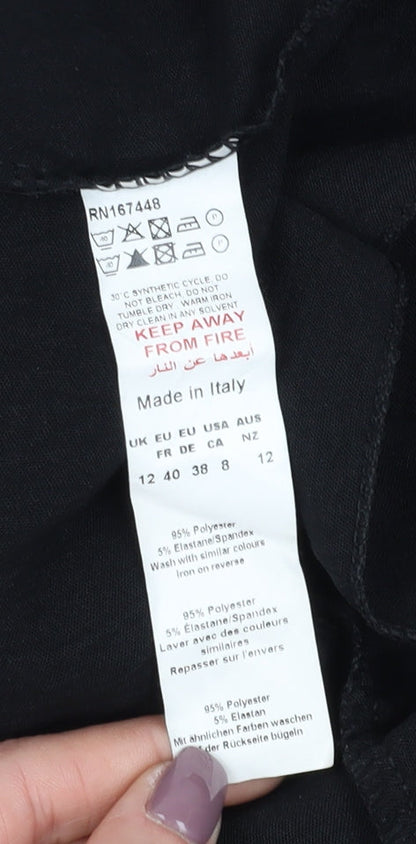 RN167448
30°C SYNTHETIC CYCLE, DO
NOT BLEACH, DO NOT
TUMBLE DRY, WARM IRON
DRY CLEAN IN ANY SOLVENT
KEEP AWAY
FROM FIRE
أبعدها عن النار
Made in Italy
UK EU EU USA AUS
FR DE CA NZ
12 40 38 8 12
95% Polyester
5% Elastane/Spandex
Wash with similar colours
Iron on reverse
95% Polyester
5% Elastane/Spandex
Laver avec des couleurs
similaires
Repasser sur l'envers
95% Polyester
5% Elastan
Mit ähnlichen Farben waschen
der Rückseite bügeln